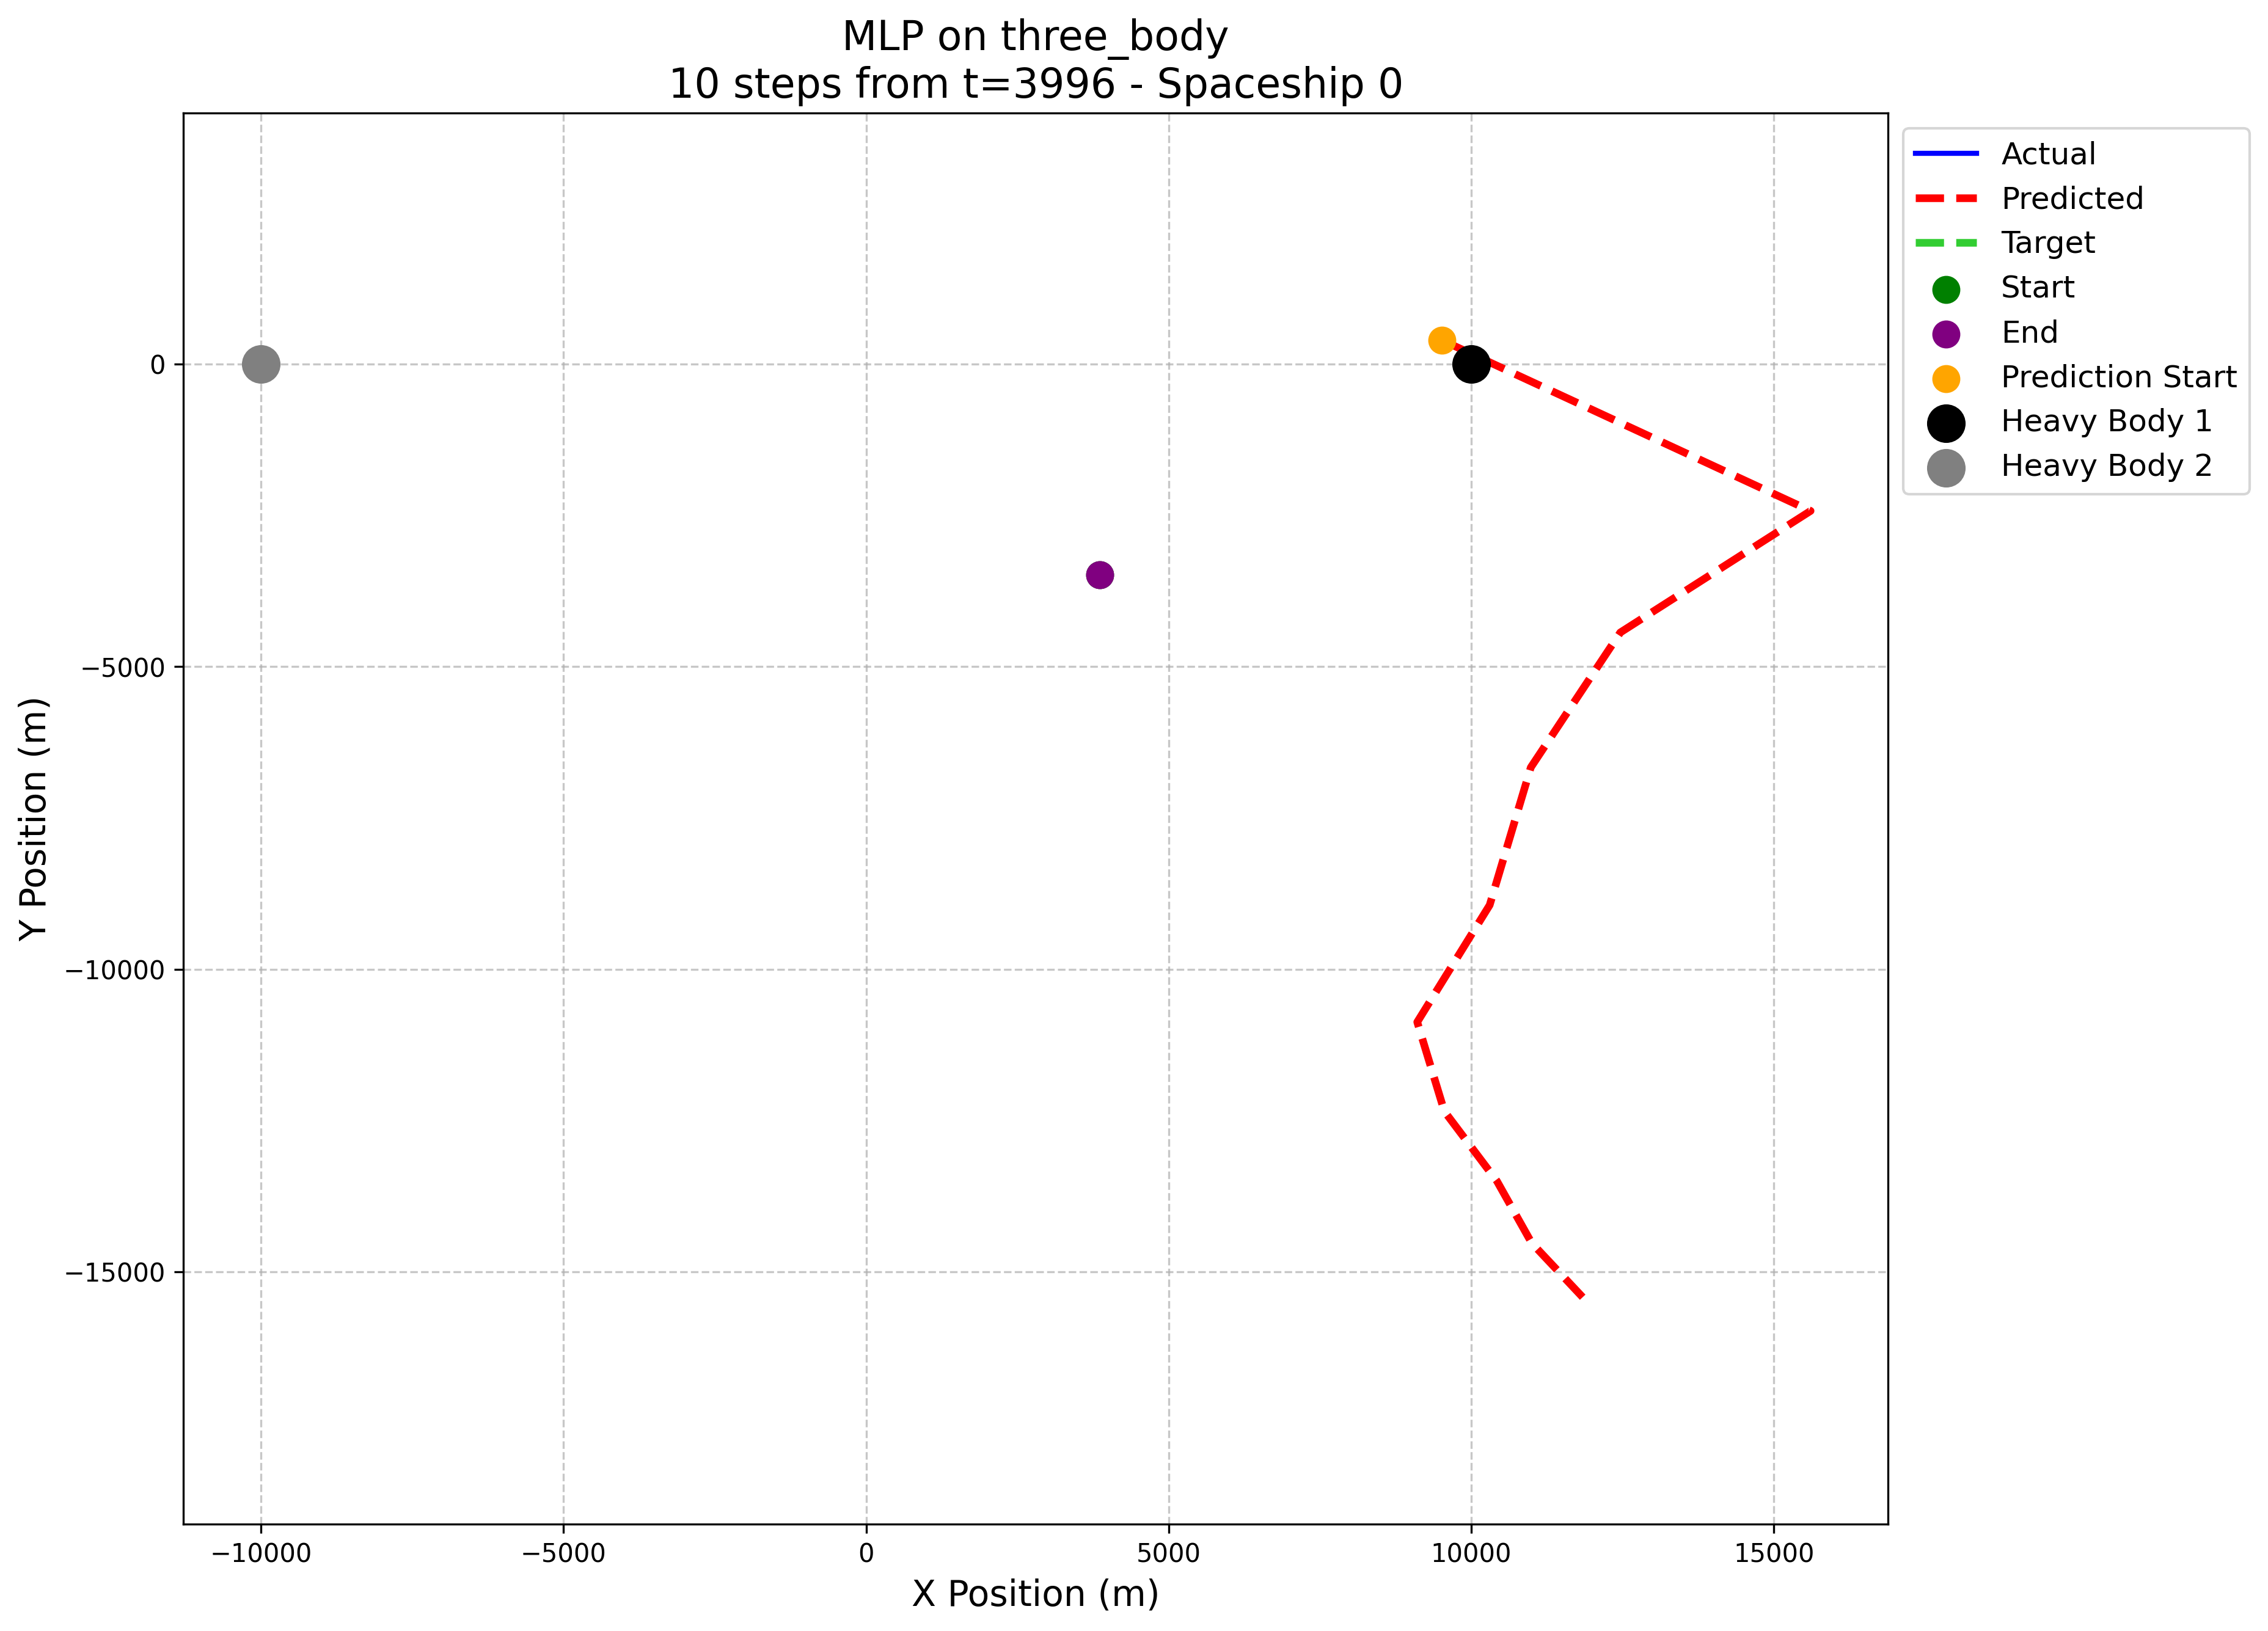 MLP on three_body
10 steps from t=3996 - Spaceship 0
Actual
Predicted
Target
Start
End
Prediction Start
Heavy Body 1
Heavy Body 2
Y Position (m)
0
−5000
−10000
−15000
−10000
−5000
0
5000
10000
15000
X Position (m)